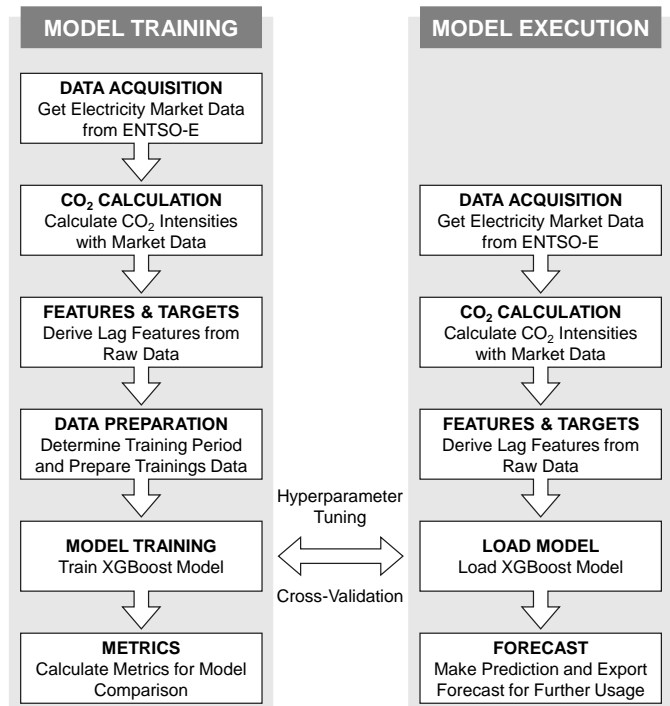 MODEL TRAINING
DATA ACQUISITION
Get Electricity Market Data
from ENTSO-E
CO₂ CALCULATION
Calculate CO₂ Intensities
with Market Data
FEATURES & TARGETS
Derive Lag Features from
Raw Data
DATA PREPARATION
Determine Training Period
and Prepare Trainings Data
MODEL TRAINING
Train XGBoost Model
METRICS
Calculate Metrics for Model
Comparison
Hyperparameter
Tuning
Cross-Validation
MODEL EXECUTION
DATA ACQUISITION
Get Electricity Market Data
from ENTSO-E
CO₂ CALCULATION
Calculate CO₂ Intensities
with Market Data
FEATURES & TARGETS
Derive Lag Features from
Raw Data
LOAD MODEL
Load XGBoost Model
FORECAST
Make Prediction and Export
Forecast for Further Usage